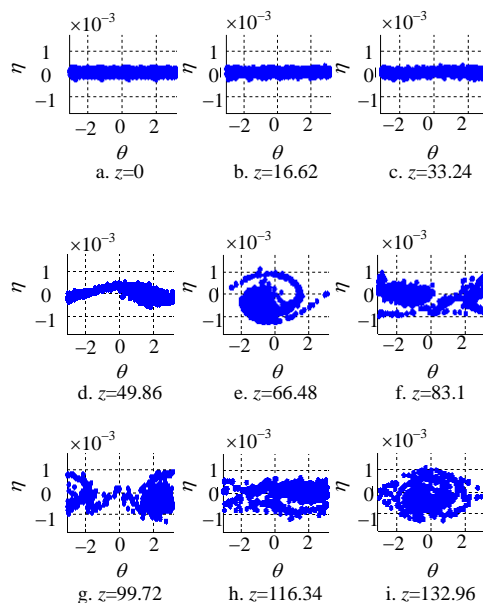 ×10⁻³ ×10⁻³ ×10⁻³
η 1 0 −1 η 1 0 −1 η 1 0 −1
−2 0 2 −2 0 2 −2 0 2
θ θ θ
a. z=0 b. z=16.62 c. z=33.24
×10⁻³ ×10⁻³ ×10⁻³
η 1 0 −1 η 1 0 −1 η 1 0 −1
−2 0 2 −2 0 2 −2 0 2
θ θ θ
d. z=49.86 e. z=66.48 f. z=83.1
×10⁻³ ×10⁻³ ×10⁻³
η 1 0 −1 η 1 0 −1 η 1 0 −1
−2 0 2 −2 0 2 −2 0 2
θ θ θ
g. z=99.72 h. z=116.34 i. z=132.96